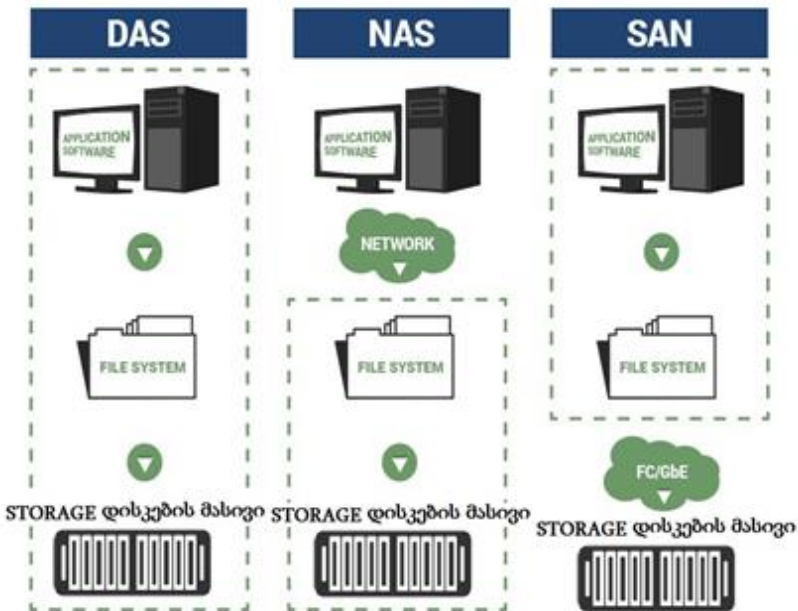 DAS
APPLICATION
SOFTWARE
FILE SYSTEM
STORAGE დისკების მასივი
NAS
APPLICATION
SOFTWARE
NETWORK
FILE SYSTEM
STORAGE დისკების მასივი
SAN
APPLICATION
SOFTWARE
FILE SYSTEM
FC/GbE
STORAGE დისკების მასივი